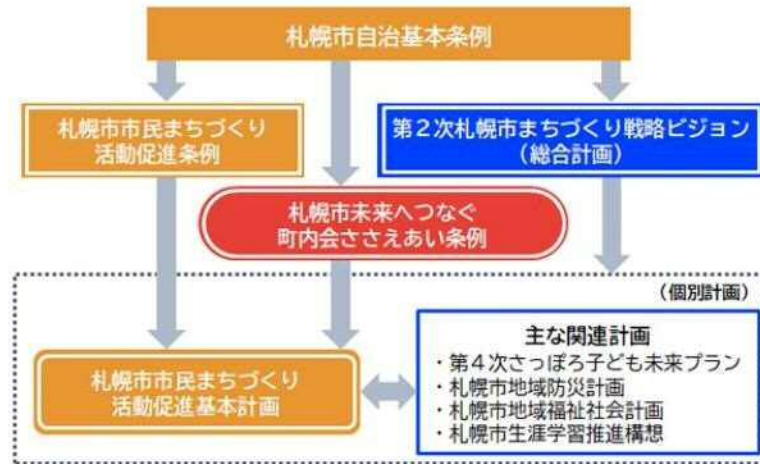 札幌市自治基本条例
札幌市市民まちづくり
活動促進条例
第2次札幌市まちづくり戦略ビジョン
(総合計画)
札幌市未来へつなぐ
町内会ささえあい条例
(個別計画)
札幌市市民まちづくり
活動促進基本計画
主な関連計画
・第4次さっぽろ子ども未来プラン
・札幌市地域防災計画
・札幌市地域福祉社会計画
・札幌市生涯学習推進構想